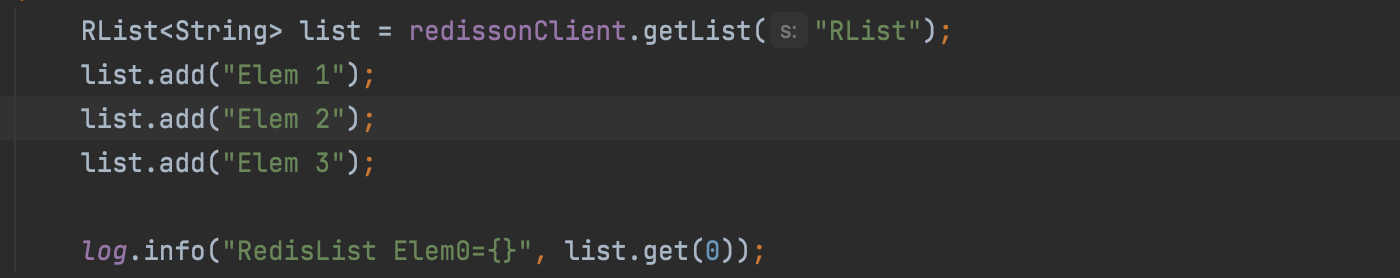 RList<String> list = redissonClient.getList( s: "RList");
list.add("Elem 1");
list.add("Elem 2");
list.add("Elem 3");
log.info("RedisList Elem0={}", list.get(0));